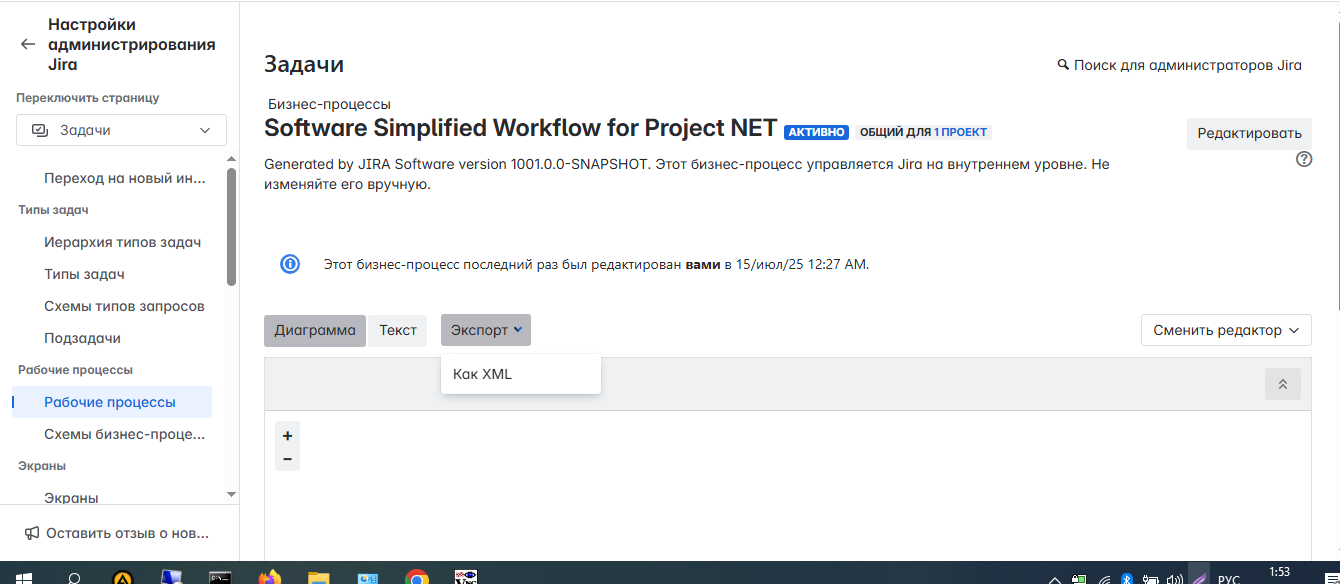 Настройки
администрирования
Jira
Переключить страницу
Задачи
Переход на новый ин...
Типы задач
Иерархия типов задач
Типы задач
Схемы типов запросов
Подзадачи
Рабочие процессы
Рабочие процессы
Схемы бизнес-проце...
Экраны
Экраны
Оставить отзыв о нов...
Задачи
Поиск для администраторов Jira
Бизнес-процессы
Software Simplified Workflow for Project NET АКТИВНО ОБЩИЙ ДЛЯ 1 ПРОЕКТ
Редактировать
Generated by JIRA Software version 1001.0.0-SNAPSHOT. Этот бизнес-процесс управляется Jira на внутреннем уровне. Не
изменяйте его вручную.
Этот бизнес-процесс последний раз был редактирован вами в 15/июл/25 12:27 AM.
Диаграмма Текст Экспорт
Сменить редактор
Как XML
+
−
РУС
1:53